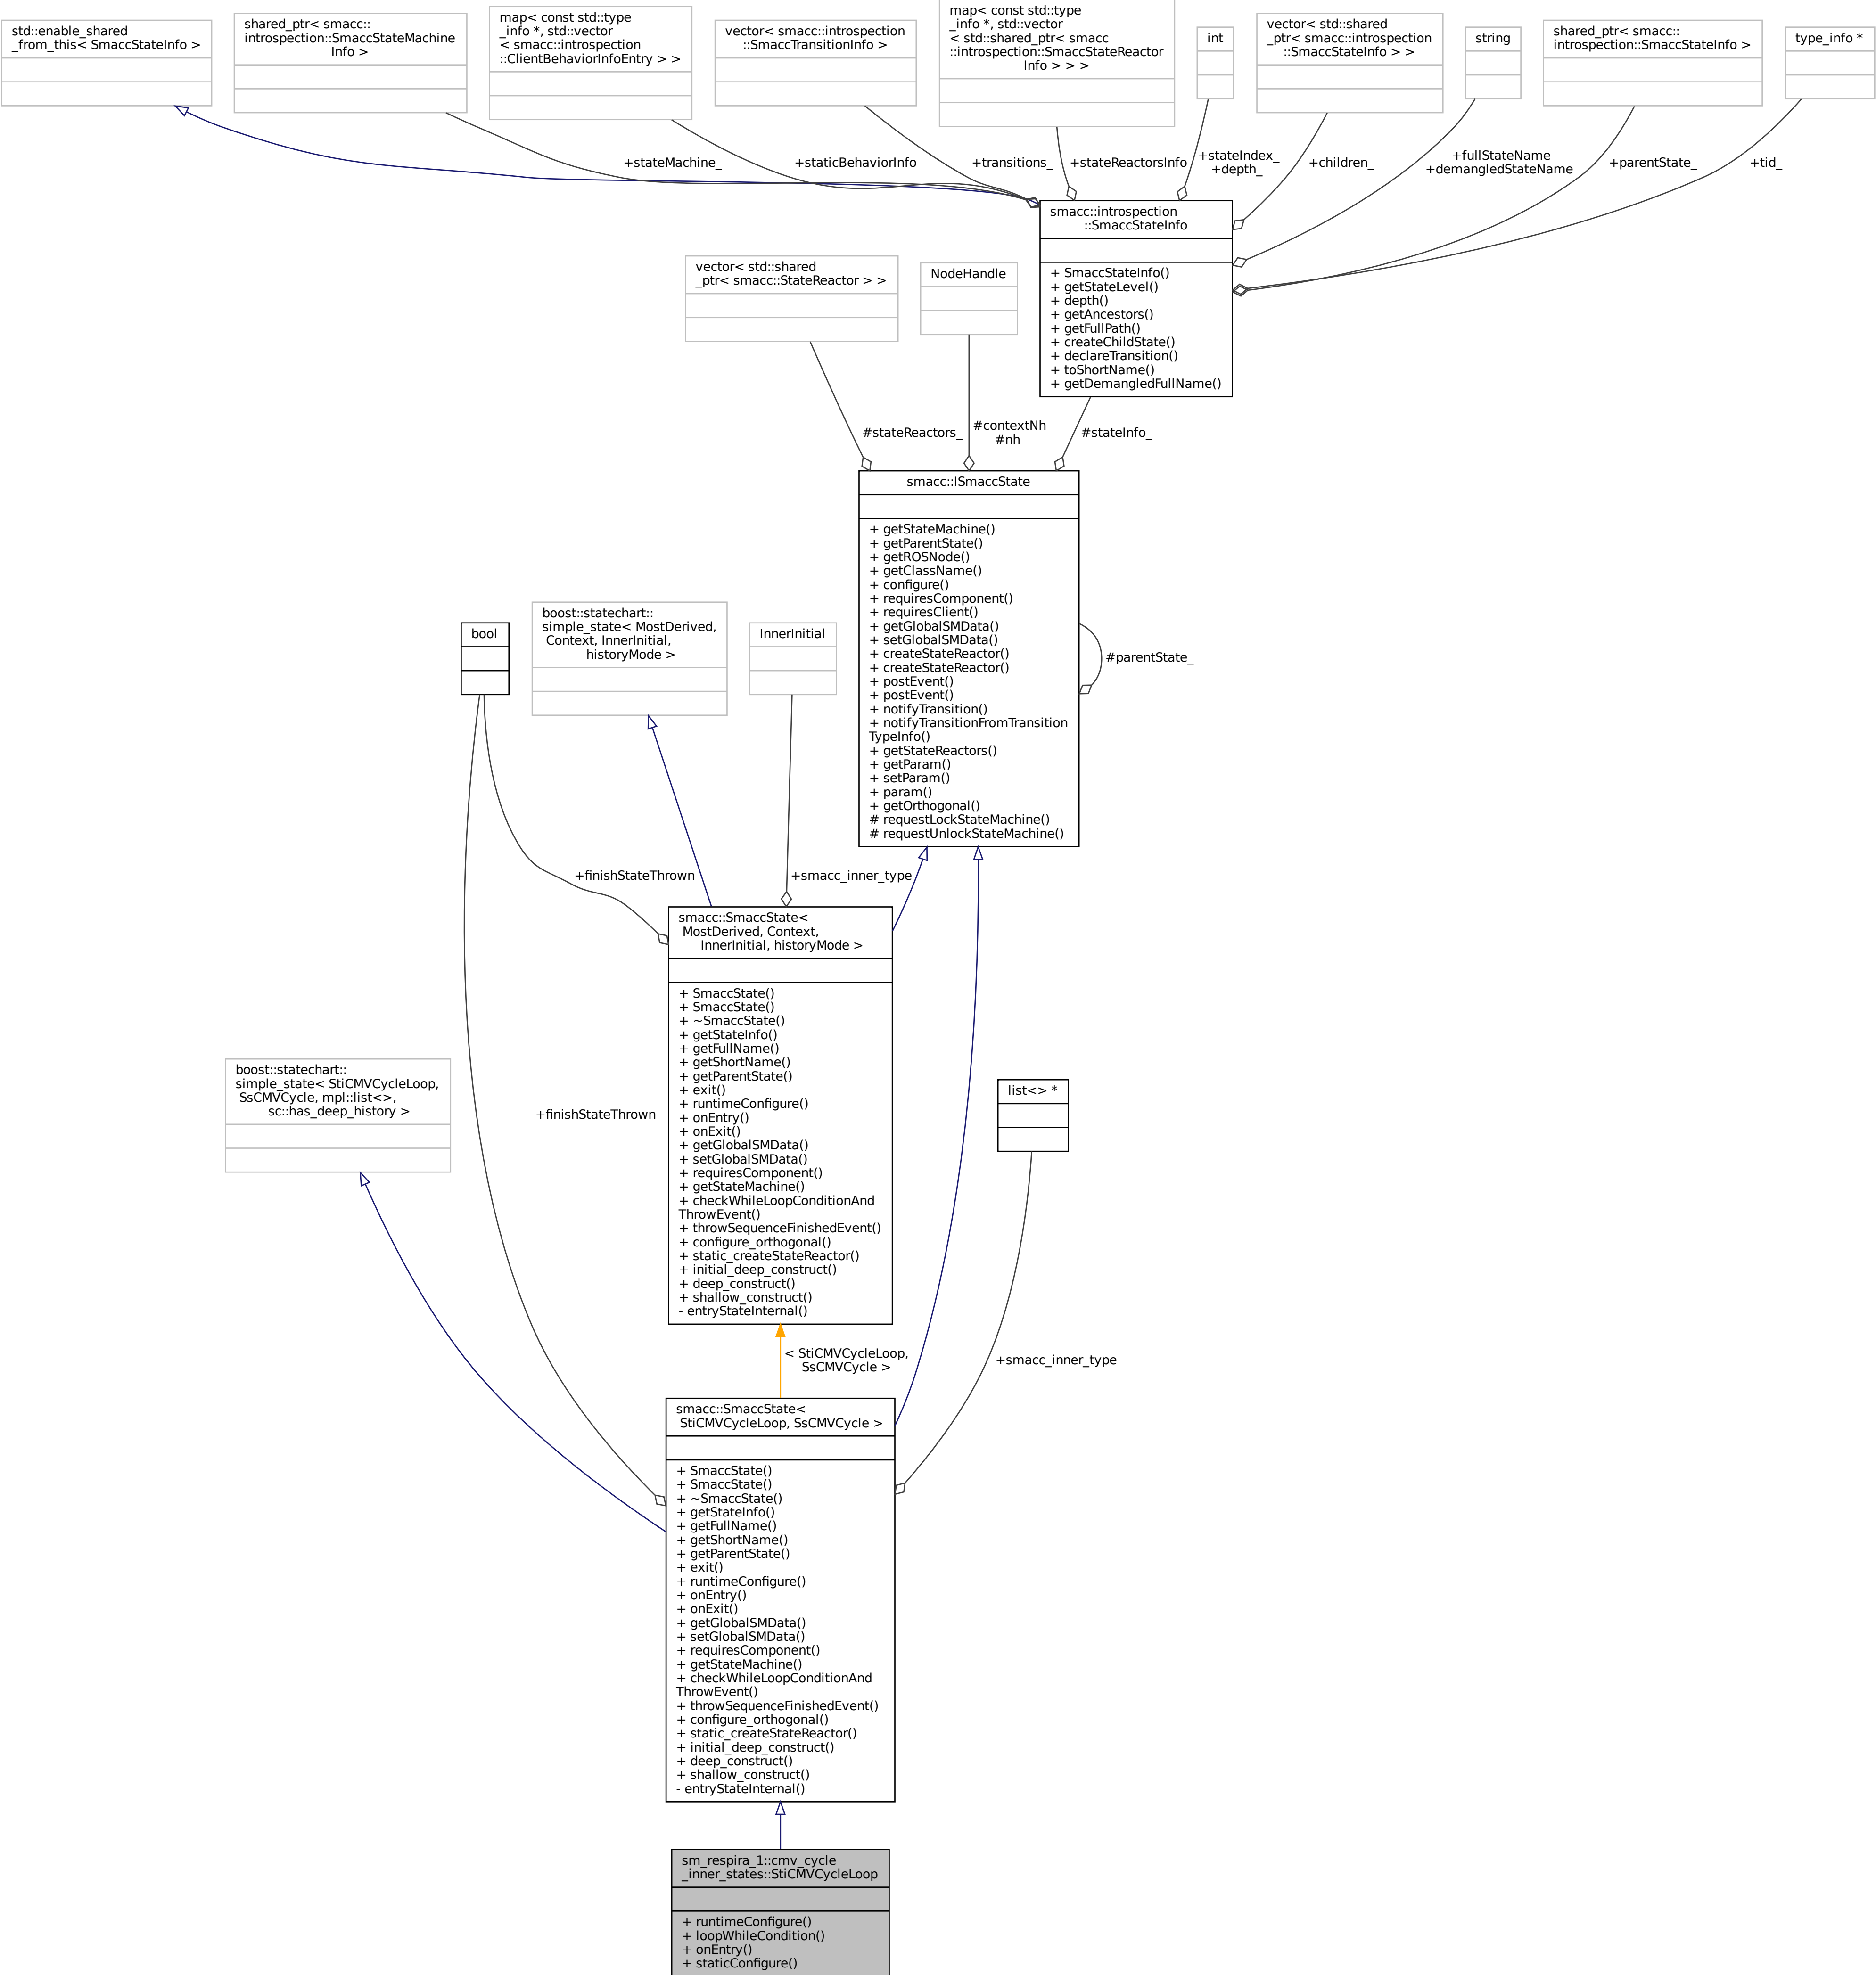 std::enable_shared
_from_this< SmaccStateInfo >
shared_ptr< smacc::
introspection::SmaccStateMachine
Info >
map< const std::type
_info *, std::vector
< smacc::introspection
::ClientBehaviorInfoEntry > >
vector< smacc::introspection
::SmaccTransitionInfo >
map< const std::type
_info *, std::vector
< std::shared_ptr< smacc
::introspection::SmaccStateReactor
Info > > >
int
vector< std::shared
_ptr< smacc::introspection
::SmaccStateInfo > >
string
shared_ptr< smacc::
introspection::SmaccStateInfo >
type_info *
+stateMachine_
+staticBehaviorInfo
+transitions_
+stateReactorsInfo
+stateIndex_
+depth_
+children_
+fullStateName
+demangledStateName
+parentState_
+tid_
smacc::introspection
::SmaccStateInfo
+ SmaccStateInfo()
+ getStateLevel()
+ depth()
+ getAncestors()
+ getFullPath()
+ createChildState()
+ declareTransition()
+ toShortName()
+ getDemangledFullName()
vector< std::shared
_ptr< smacc::StateReactor > >
NodeHandle
#stateReactors_
#contextNh
#nh
#stateInfo_
smacc::ISmaccState
+ getStateMachine()
+ getParentState()
+ getROSNode()
+ getClassName()
+ configure()
+ requiresComponent()
+ requiresClient()
+ getGlobalSMData()
+ setGlobalSMData()
+ createStateReactor()
+ createStateReactor()
+ postEvent()
+ postEvent()
+ notifyTransition()
+ notifyTransitionFromTransition
TypeInfo()
+ getStateReactors()
+ getParam()
+ setParam()
+ param()
+ getOrthogonal()
# requestLockStateMachine()
# requestUnlockStateMachine()
#parentState_
bool
boost::statechart::
simple_state< MostDerived,
Context, InnerInitial,
historyMode >
InnerInitial
+finishStateThrown
+smacc_inner_type
smacc::SmaccState<
MostDerived, Context,
InnerInitial, historyMode >
+ SmaccState()
+ SmaccState()
+ ~SmaccState()
+ getStateInfo()
+ getFullName()
+ getShortName()
+ getParentState()
+ exit()
+ runtimeConfigure()
+ onEntry()
+ onExit()
+ getGlobalSMData()
+ setGlobalSMData()
+ requiresComponent()
+ getStateMachine()
+ checkWhileLoopConditionAnd
ThrowEvent()
+ throwSequenceFinishedEvent()
+ configure_orthogonal()
+ static_createStateReactor()
+ initial_deep_construct()
+ deep_construct()
+ shallow_construct()
- entryStateInternal()
boost::statechart::
simple_state< StiCMVCycleLoop,
SsCMVCycle, mpl::list<>,
sc::has_deep_history >
+finishStateThrown
list<> *
< StiCMVCycleLoop,
SsCMVCycle >
+smacc_inner_type
smacc::SmaccState<
StiCMVCycleLoop, SsCMVCycle >
+ SmaccState()
+ SmaccState()
+ ~SmaccState()
+ getStateInfo()
+ getFullName()
+ getShortName()
+ getParentState()
+ exit()
+ runtimeConfigure()
+ onEntry()
+ onExit()
+ getGlobalSMData()
+ setGlobalSMData()
+ requiresComponent()
+ getStateMachine()
+ checkWhileLoopConditionAnd
ThrowEvent()
+ throwSequenceFinishedEvent()
+ configure_orthogonal()
+ static_createStateReactor()
+ initial_deep_construct()
+ deep_construct()
+ shallow_construct()
- entryStateInternal()
sm_respira_1::cmv_cycle
_inner_states::StiCMVCycleLoop
+ runtimeConfigure()
+ loopWhileCondition()
+ onEntry()
+ staticConfigure()